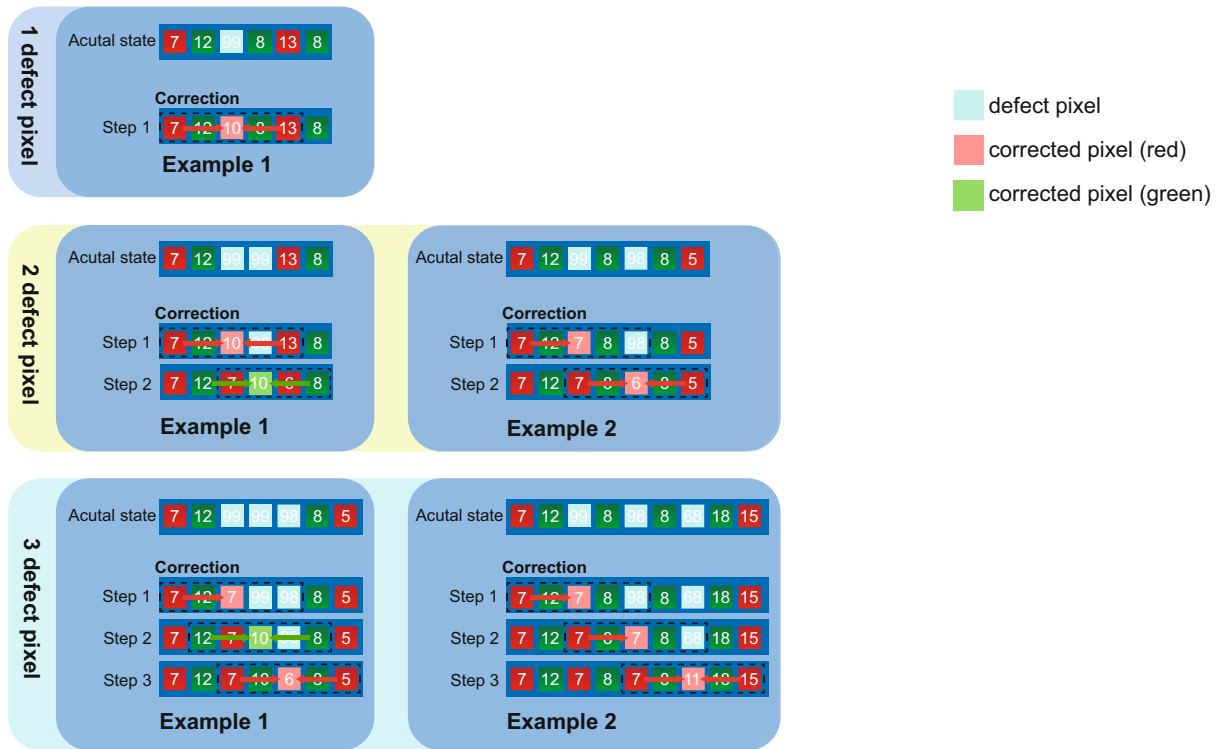 1 defect pixel
Acutal state 7 12 99 8 13 8
Correction
Step 1 7 12 10 8 13 8
Example 1
defect pixel
corrected pixel (red)
corrected pixel (green)
2 defect pixel
Acutal state 7 12 99 99 13 8
Correction
Step 1 7 12 10 13 8
Step 2 7 12 7 10 6 8
Example 1
Acutal state 7 12 99 8 98 8 5
Correction
Step 1 7 12 7 8 98 8 5
Step 2 7 12 7 8 6 8 5
Example 2
3 defect pixel
Acutal state 7 12 99 99 98 8 5
Correction
Step 1 7 12 7 99 98 8 5
Step 2 7 12 7 10 8 5
Step 3 7 12 7 10 6 8 5
Example 1
Acutal state 7 12 99 8 98 8 68 18 15
Correction
Step 1 7 12 7 8 98 8 68 18 15
Step 2 7 12 7 8 7 8 68 18 15
Step 3 7 12 7 8 7 8 11 18 15
Example 2